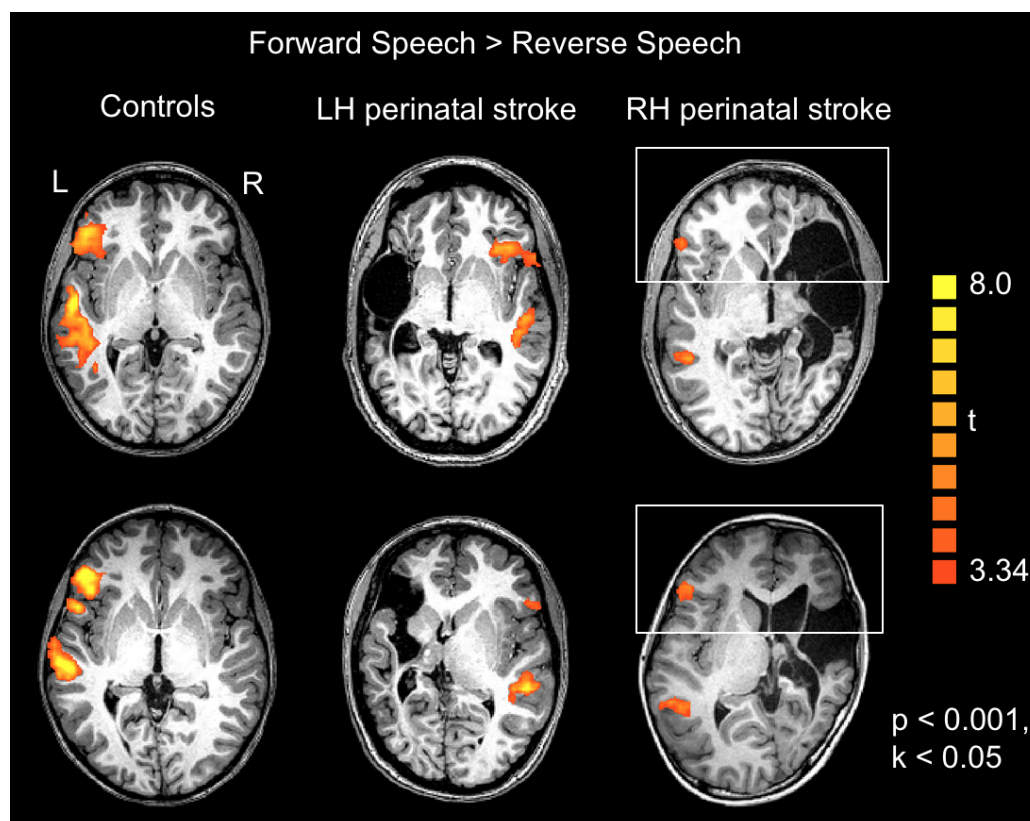 Forward Speech > Reverse Speech
Controls
LH perinatal stroke
RH perinatal stroke
L
R
8.0
t
3.34
p < 0.001,
k < 0.05